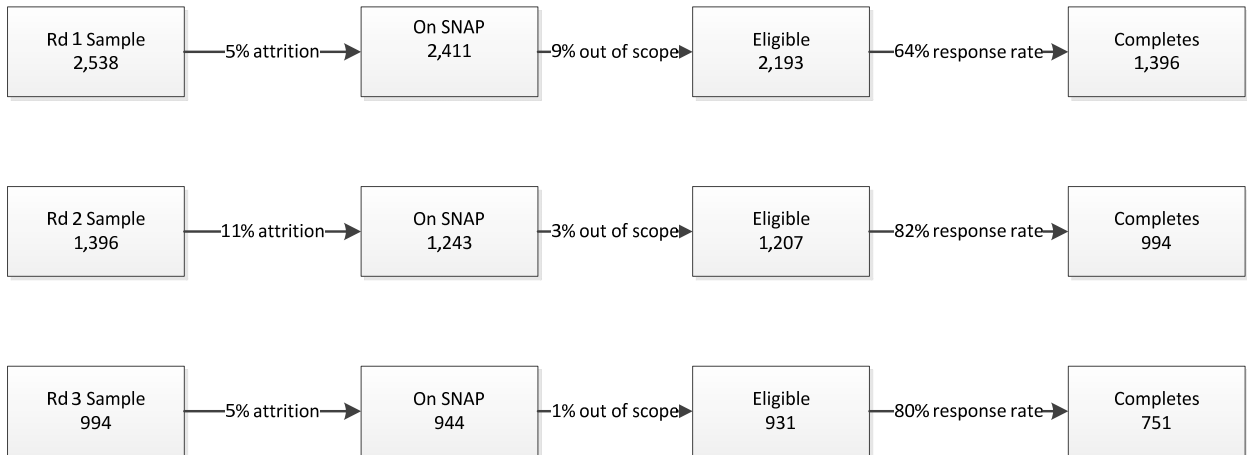 Rd 1 Sample
2,538
5% attrition
On SNAP
2,411
9% out of scope
Eligible
2,193
64% response rate
Completes
1,396
Rd 2 Sample
1,396
11% attrition
On SNAP
1,243
3% out of scope
Eligible
1,207
82% response rate
Completes
994
Rd 3 Sample
994
5% attrition
On SNAP
944
1% out of scope
Eligible
931
80% response rate
Completes
751